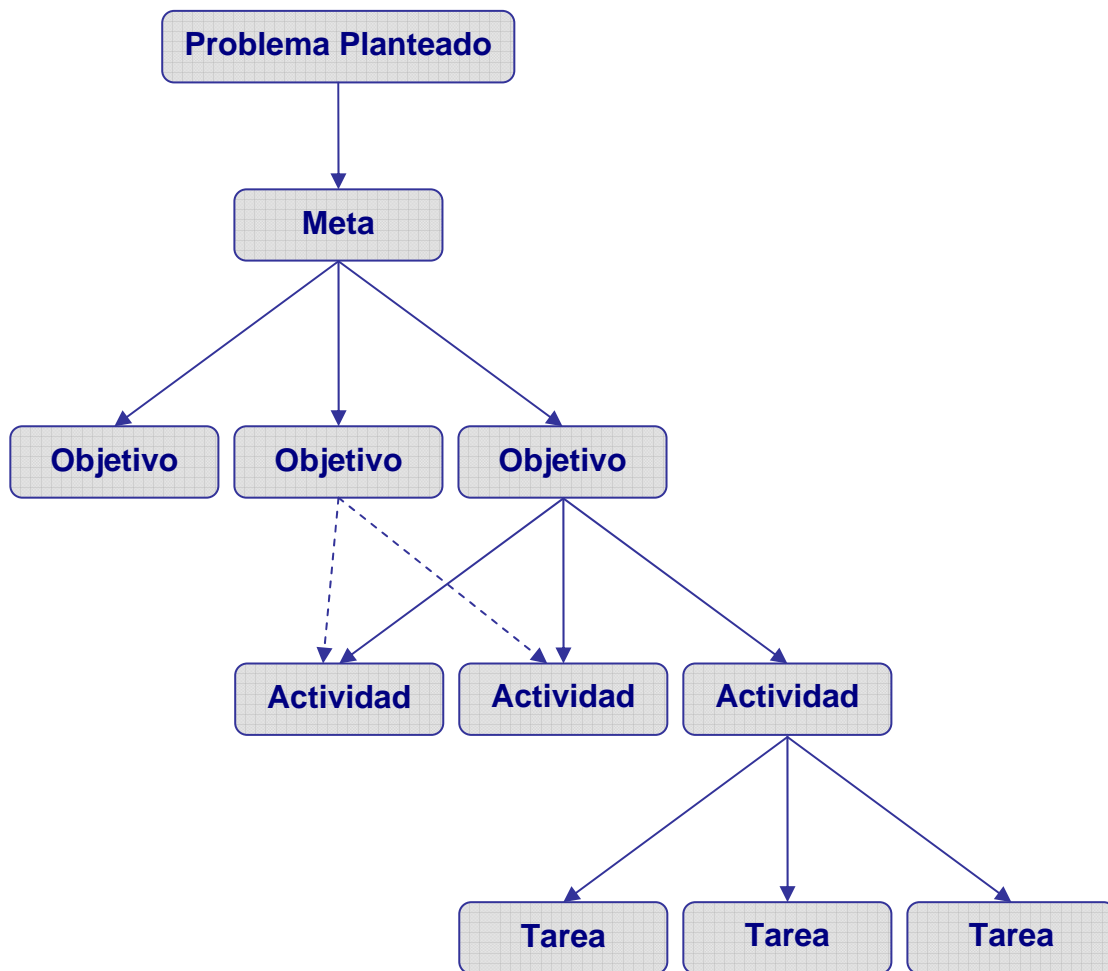 Problema Planteado
Meta
Objetivo
Objetivo
Objetivo
Actividad
Actividad
Actividad
Tarea
Tarea
Tarea